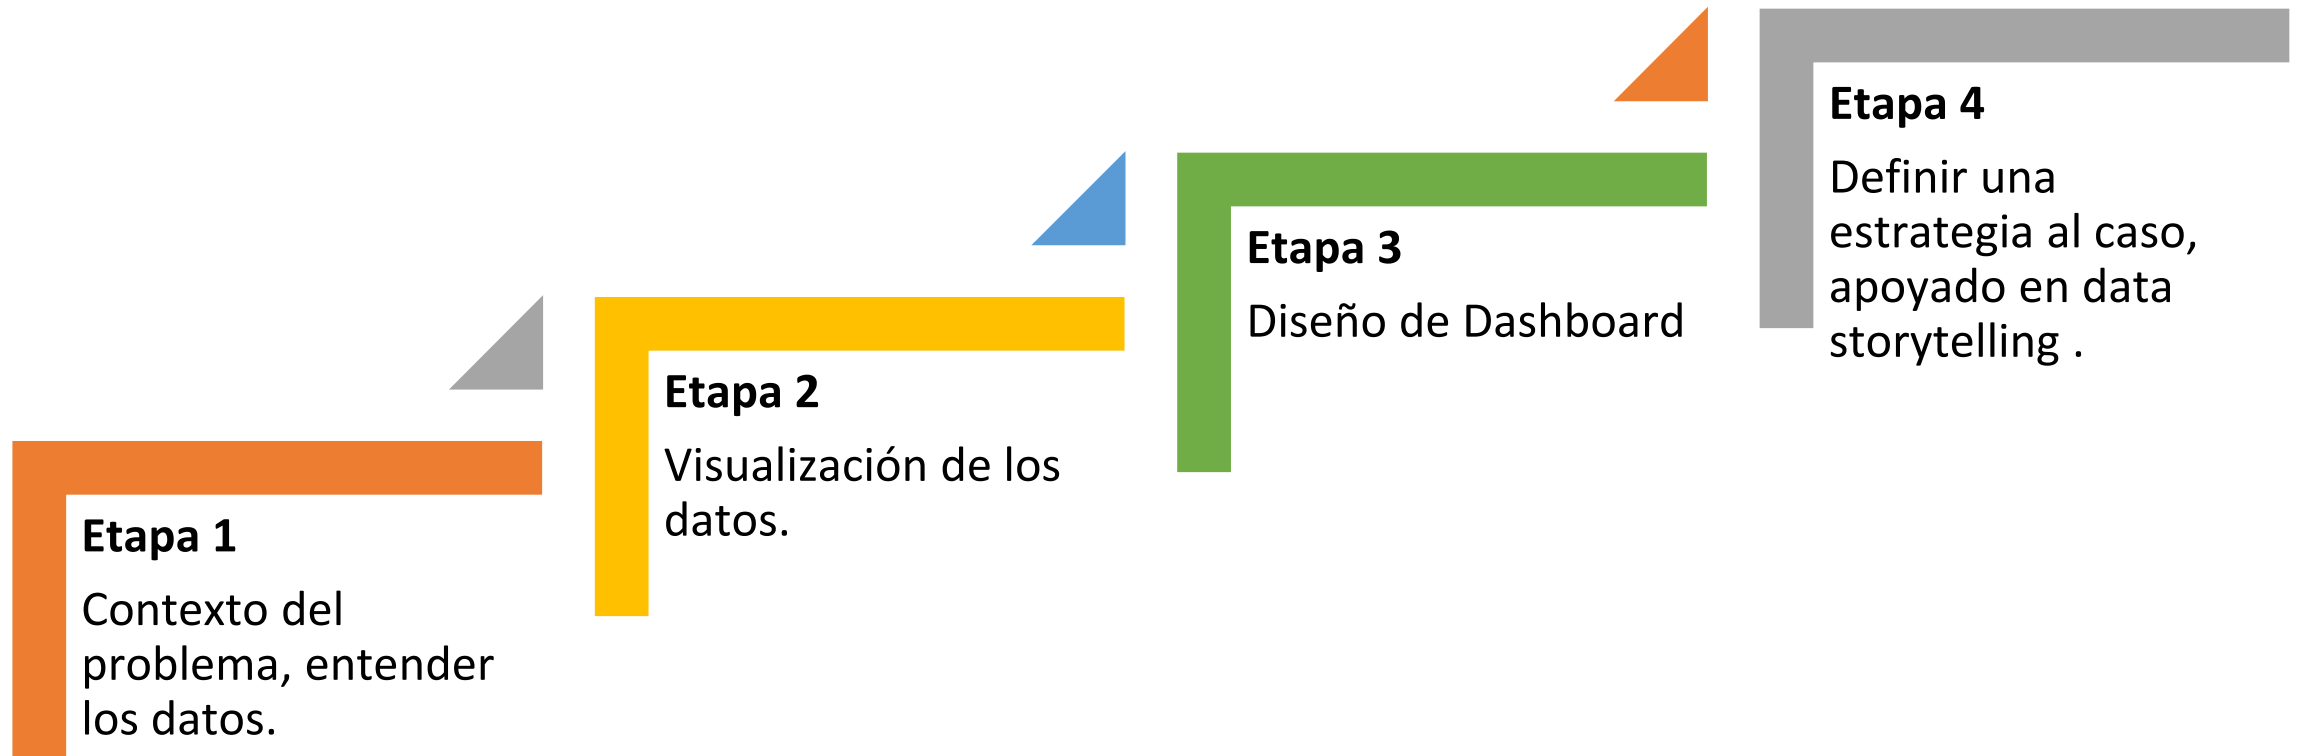 Etapa 1
Contexto del
problema, entender
los datos.
Etapa 2
Visualización de los
datos.
Etapa 3
Diseño de Dashboard
Etapa 4
Definir una
estrategia al caso,
apoyado en data
storytelling .